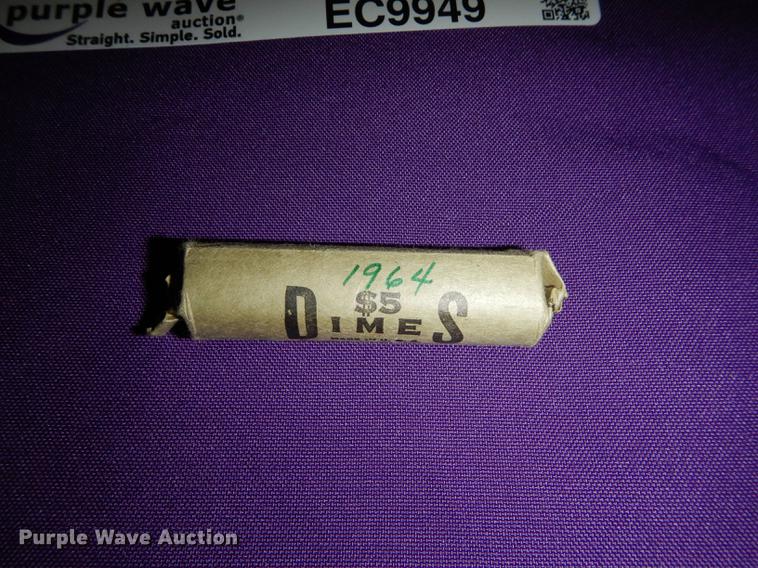 purple wave
auction®
Straight. Simple. Sold.
EC9949
1964
$5
DIMES
Purple Wave Auction